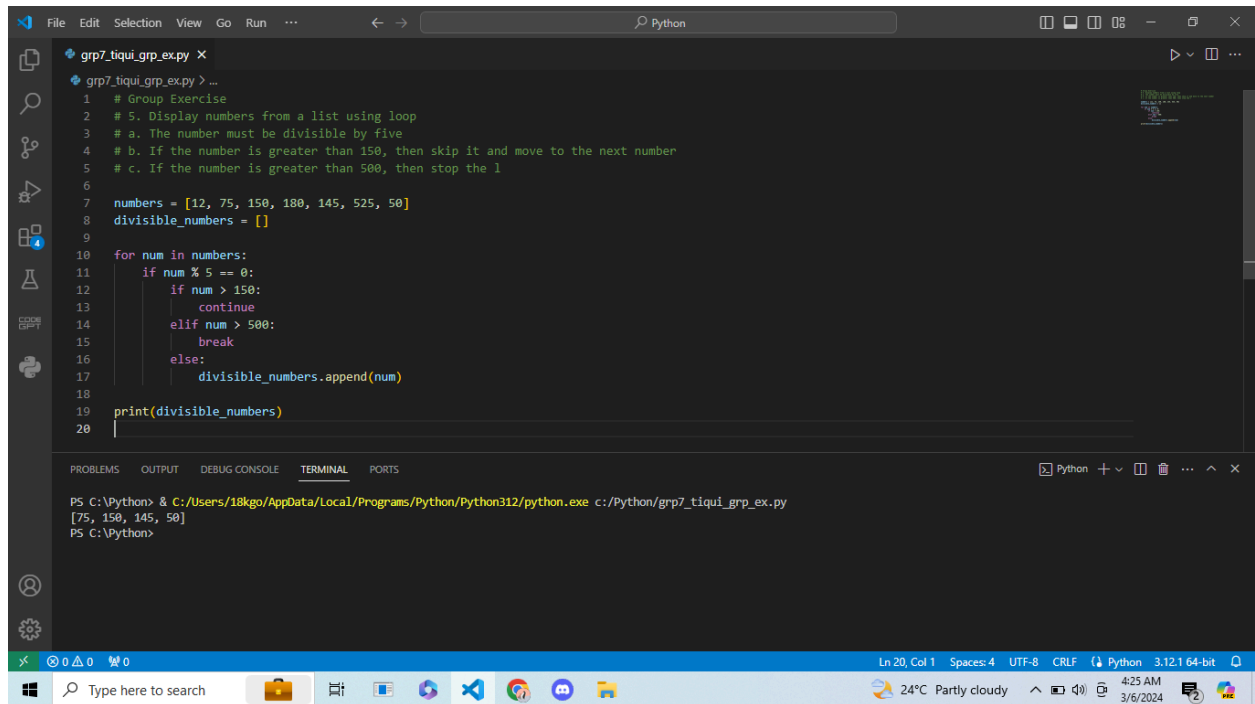 File Edit Selection View Go Run ··· Python
grp7_tiqui_grp_ex.py
grp7_tiqui_grp_ex.py > ...
1 # Group Exercise
2 # 5. Display numbers from a list using loop
3 # a. The number must be divisible by five
4 # b. If the number is greater than 150, then skip it and move to the next number
5 # c. If the number is greater than 500, then stop the l
6
7 numbers = [12, 75, 150, 180, 145, 525, 50]
8 divisible_numbers = []
9
10 for num in numbers:
11     if num % 5 == 0:
12         if num > 150:
13             continue
14         elif num > 500:
15             break
16         else:
17             divisible_numbers.append(num)
18
19 print(divisible_numbers)
20
4
CODE
GPT
PROBLEMS OUTPUT DEBUG CONSOLE TERMINAL PORTS Python
PS C:\Python> & C:/Users/18kgo/AppData/Local/Programs/Python/Python312/python.exe c:/Python/grp7_tiqui_grp_ex.py
[75, 150, 145, 50]
PS C:\Python>
0 0 0 Ln 20, Col 1 Spaces: 4 UTF-8 CRLF Python 3.12.1 64-bit
Type here to search 24°C Partly cloudy 4:25 AM
3/6/2024 2 PRE